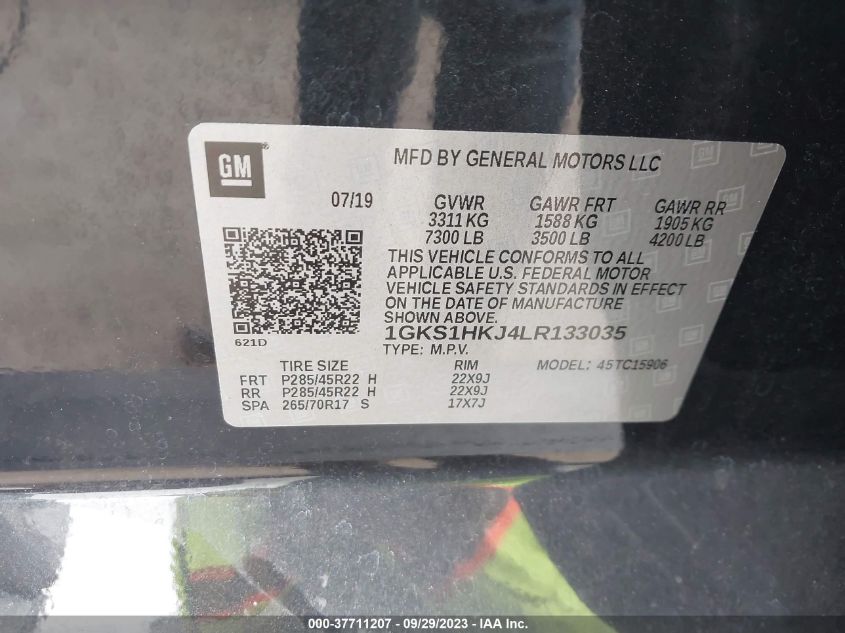 GM
MFD BY GENERAL MOTORS LLC
07/19 GVWR GAWR FRT GAWR RR
3311 KG 1588 KG 1905 KG
7300 LB 3500 LB 4200 LB
THIS VEHICLE CONFORMS TO ALL
APPLICABLE U.S. FEDERAL MOTOR
VEHICLE SAFETY STANDARDS IN EFFECT
ON THE DATE OF MANUFACTURE
SHOWN ABOVE.
1GKS1HKJ4LR133035
621D TYPE: M.P.V.
TIRE SIZE RIM MODEL: 45TC15906
FRT P285/45R22 H 22X9J
RR P285/45R22 H 22X9J
SPA 265/70R17 S 17X7J
000-37711207 - 09/29/2023 - IAA Inc.